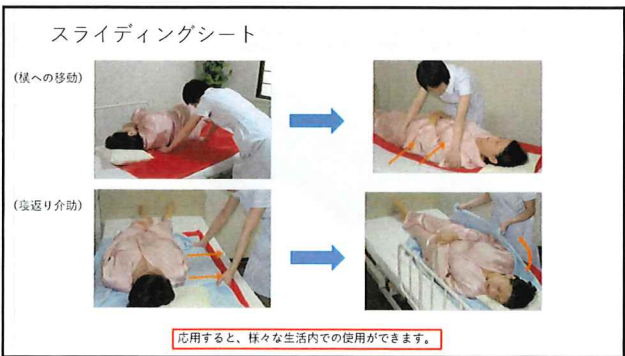 スライディングシート
(横への移動)
(寝返り介助)
応用すると、様々な生活内での使用ができます。